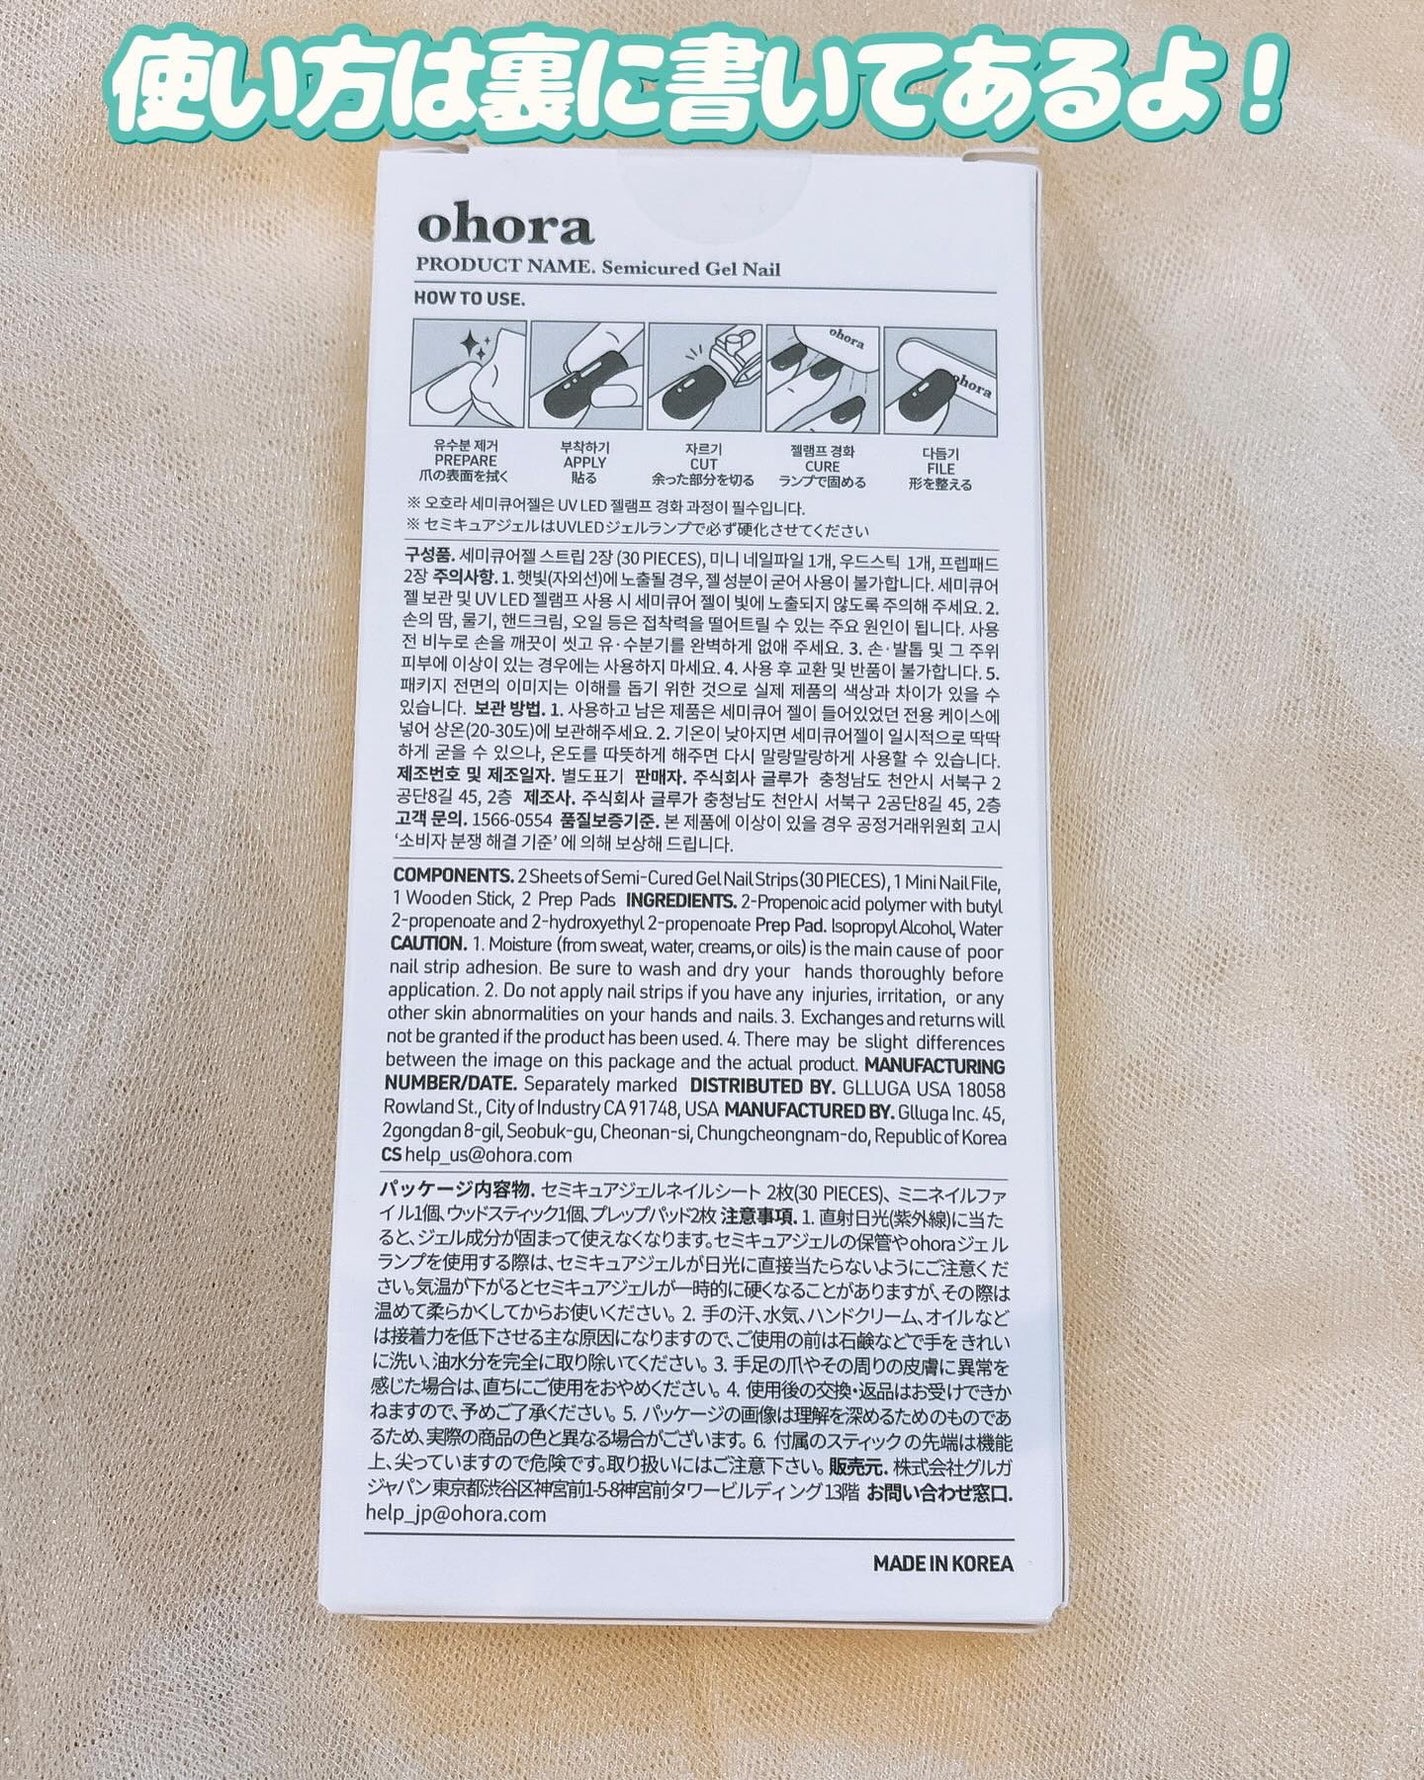 使い方は裏に書いてあるよ！
ohora
PRODUCT NAME. Semicured Gel Nail
HOW TO USE.
ohora
ohora
유수분 제거
PREPARE
爪の表面を拭く
부착하기
APPLY
貼る
자르기
CUT
余った部分を切る
젤램프 경화
CURE
ランプで固める
다듬기
FILE
形を整える
※ 오호라 세미큐어젤은 UV LED 젤램프 경화 과정이 필수입니다.
※ セミキュアジェルはUVLEDジェルランプで必ず硬化させてください
구성품. 세미큐어젤 스트립 2장 (30 PIECES), 미니 네일파일 1개, 우드스틱 1개, 프렙패드
2장 주의사항. 1. 햇빛(자외선)에 노출될 경우, 젤 성분이 굳어 사용이 불가합니다. 세미큐어
젤 보관 및 UV LED 젤램프 사용 시 세미큐어 젤이 빛에 노출되지 않도록 주의해 주세요. 2.
손의 땀, 물기, 핸드크림, 오일 등은 접착력을 떨어트릴 수 있는 주요 원인이 됩니다. 사용
전 비누로 손을 깨끗이 씻고 유·수분기를 완벽하게 없애 주세요. 3. 손·발톱 및 그 주위
피부에 이상이 있는 경우에는 사용하지 마세요. 4. 사용 후 교환 및 반품이 불가합니다. 5.
패키지 전면의 이미지는 이해를 돕기 위한 것으로 실제 제품의 색상과 차이가 있을 수
있습니다. 보관 방법. 1. 사용하고 남은 제품은 세미큐어 젤이 들어있었던 전용 케이스에
넣어 상온(20-30도)에 보관해주세요. 2. 기온이 낮아지면 세미큐어젤이 일시적으로 딱딱
하게 굳을 수 있으나, 온도를 따뜻하게 해주면 다시 말랑말랑하게 사용할 수 있습니다.
제조번호 및 제조일자. 별도표기 판매자. 주식회사 글루가 충청남도 천안시 서북구 2
공단8길 45, 2층 제조사. 주식회사 글루가 충청남도 천안시 서북구 2공단8길 45, 2층
고객 문의. 1566-0554 품질보증기준. 본 제품에 이상이 있을 경우 공정거래위원회 고시
‘소비자 분쟁 해결 기준’ 에 의해 보상해 드립니다.
COMPONENTS. 2 Sheets of Semi-Cured Gel Nail Strips (30 PIECES), 1 Mini Nail File,
1 Wooden Stick, 2 Prep Pads INGREDIENTS. 2-Propenoic acid polymer with butyl
2-propenoate and 2-hydroxyethyl 2-propenoate Prep Pad. Isopropyl Alcohol, Water
CAUTION. 1. Moisture (from sweat, water, creams, or oils) is the main cause of poor
nail strip adhesion. Be sure to wash and dry your hands thoroughly before
application. 2. Do not apply nail strips if you have any injuries, irritation, or any
other skin abnormalities on your hands and nails. 3. Exchanges and returns will
not be granted if the product has been used. 4. There may be slight differences
between the image on this package and the actual product. MANUFACTURING
NUMBER/DATE. Separately marked DISTRIBUTED BY. GLLUGA USA 18058
Rowland St., City of Industry CA 91748, USA MANUFACTURED BY. Glluga Inc. 45,
2gongdan 8-gil, Seobuk-gu, Cheonan-si, Chungcheongnam-do, Republic of Korea
CS help_us@ohora.com
パッケージ内容物. セミキュアジェルネイルシート 2枚(30 PIECES)、ミニネイルファ
イル1個、ウッドスティック1個、プレップパッド2枚 注意事項. 1. 直射日光(紫外線)に当た
ると、ジェル成分が固まって使えなくなります。セミキュアジェルの保管やohoraジェル
ランプを使用する際は、セミキュアジェルが日光に直接当たらないようにご注意くだ
さい。気温が下がるとセミキュアジェルが一時的に硬くなることがありますが、その際は
温めて柔らかくしてからお使いください。 2. 手の汗、水気、ハンドクリーム、オイルなど
は接着力を低下させる主な原因になりますので、ご使用の前は石鹸などで手をきれい
に洗い、油水分を完全に取り除いてください。 3. 手足の爪やその周りの皮膚に異常を
感じた場合は、直ちにご使用をおやめください。 4. 使用後の交換・返品はお受けできか
ねますので、予めご了承ください。 5. パッケージの画像は理解を深めるためのものであ
るため、実際の商品の色と異なる場合がございます。 6. 付属のスティックの先端は機能
上、尖っていますので危険です。取り扱いにはご注意下さい。 販売元. 株式会社グルガ
ジャパン 東京都渋谷区神宮前1-5-8神宮前タワービルディング 13階 お問い合わせ窓口.
help_jp@ohora.com
MADE IN KOREA